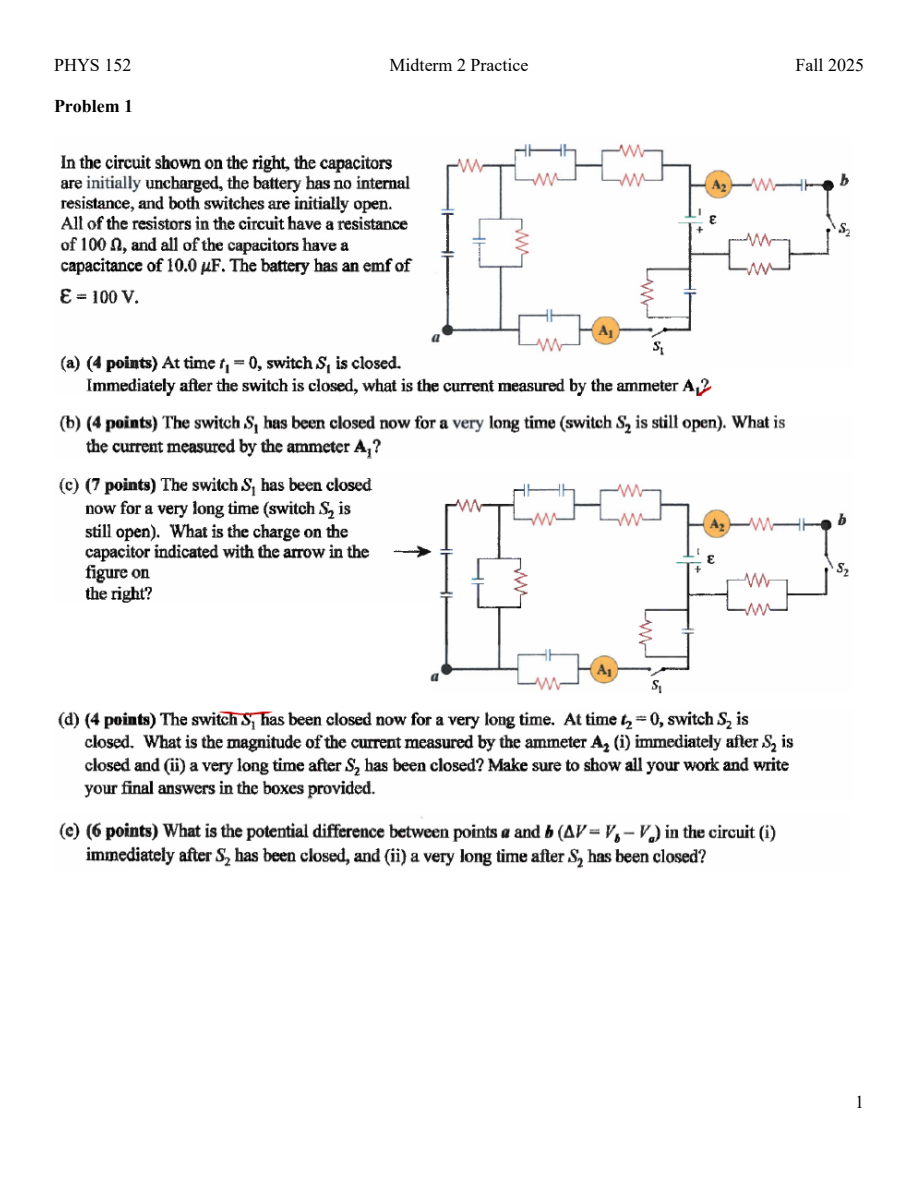 PHYS 152 Midterm 2 Practice Fall 2025
Problem 1
In the circuit shown on the right, the capacitors
are initially uncharged, the battery has no internal
resistance, and both switches are initially open.
All of the resistors in the circuit have a resistance
of 100 Ω, and all of the capacitors have a
capacitance of 10.0 μF. The battery has an emf of
Ɛ = 100 V.
A₂
b
Ɛ
+
S₂
a
A₁
S₁
(a) (4 points) At time t₁ = 0, switch S₁ is closed.
Immediately after the switch is closed, what is the current measured by the ammeter A₁?
(b) (4 points) The switch S₁ has been closed now for a very long time (switch S₂ is still open). What is
the current measured by the ammeter A₁?
(c) (7 points) The switch S₁ has been closed
now for a very long time (switch S₂ is
still open). What is the charge on the
capacitor indicated with the arrow in the
figure on
the right?
A₂
b
Ɛ
+
S₂
a
A₁
S₁
(d) (4 points) The switch S₁ has been closed now for a very long time. At time t₂ = 0, switch S₂ is
closed. What is the magnitude of the current measured by the ammeter A₂ (i) immediately after S₂ is
closed and (ii) a very long time after S₂ has been closed? Make sure to show all your work and write
your final answers in the boxes provided.
(e) (6 points) What is the potential difference between points a and b (ΔV = V_b – V_a) in the circuit (i)
immediately after S₂ has been closed, and (ii) a very long time after S₂ has been closed?
1